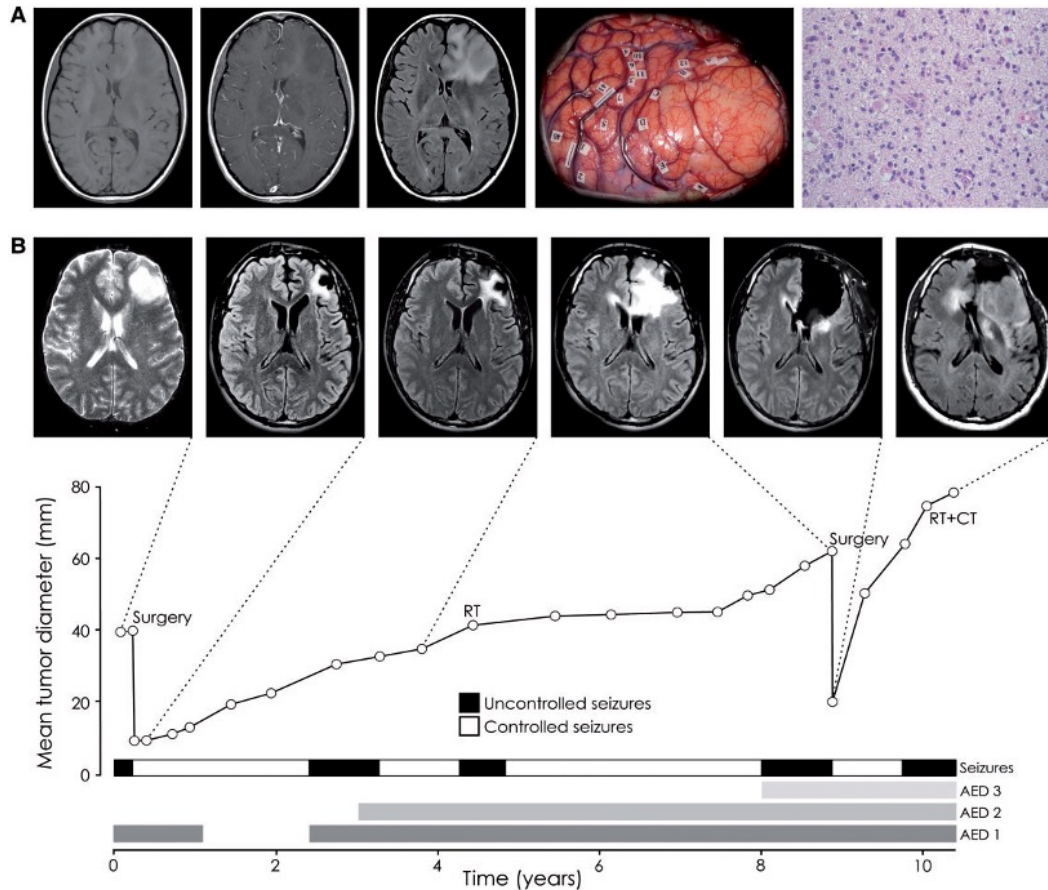 A
B
80
60
40
20
0
Mean tumor diameter (mm)
Surgery
RT
Surgery
RT+CT
Uncontrolled seizures
Controlled seizures
Seizures
AED 3
AED 2
AED 1
0 2 4 6 8 10
Time (years)